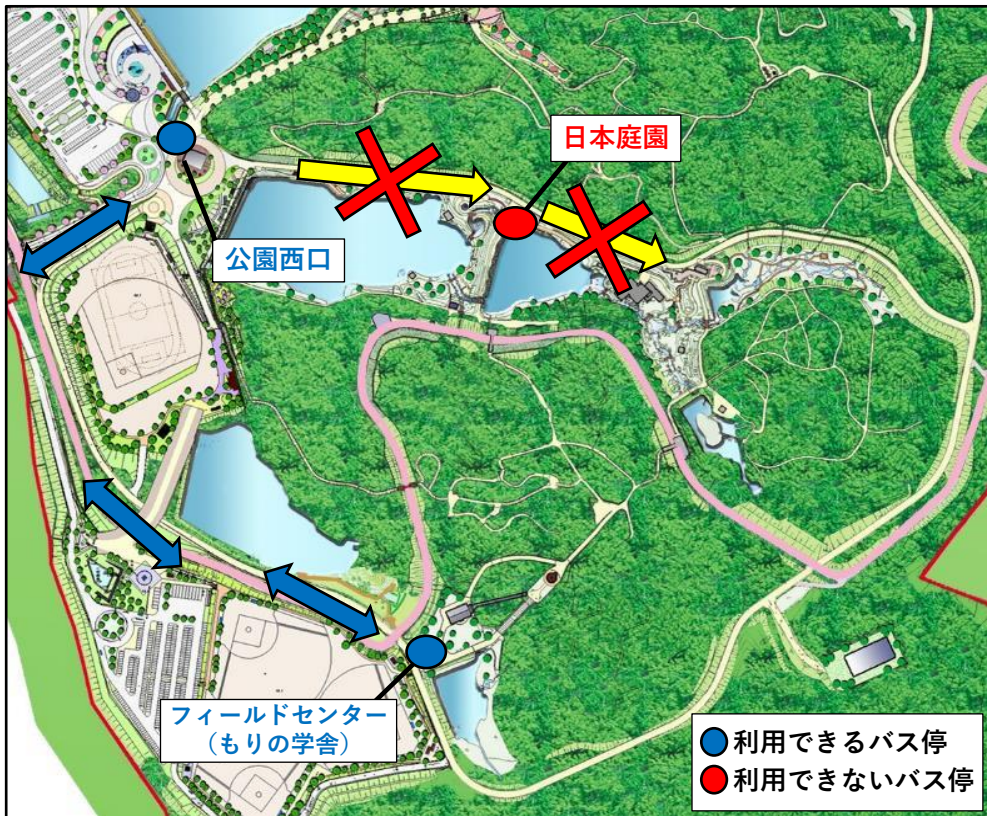 日本庭園
公園西口
フィールドセンター
（もりの学舎）
利用できるバス停
利用できないバス停